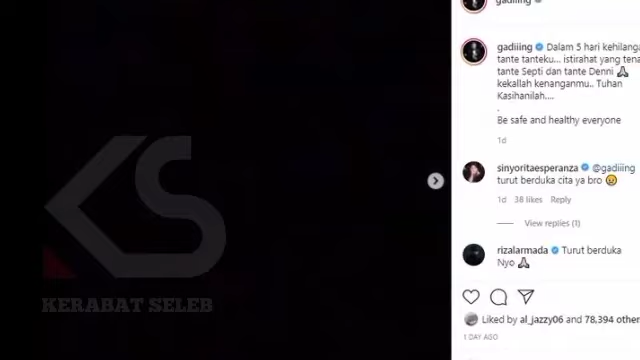 gadiiing
gadiiing Dalam 5 hari kehilanga
tante tanteku... istirahat yang tena
tante Septi dan tante Denni
kekallah kenanganmu.. Tuhan
Kasihanilah....
.
Be safe and healthy everyone
1d
sinyoritaesperanza @gadiiing
turut berduka cita ya bro
1d 38 likes Reply
View replies (1)
rizalarmada Turut berduka
Nyo
Liked by al_jazzy06 and 78,394 other
1 DAY AGO
KS
KERABAT SELEB